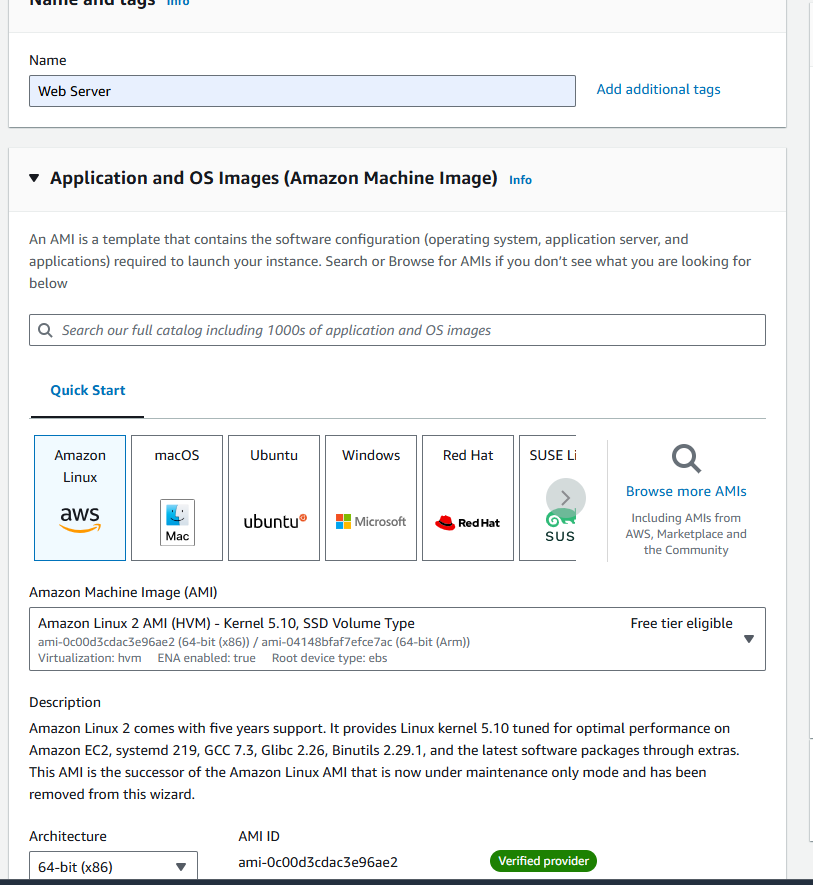 Name and tags Info
Name
Web Server
Add additional tags
Application and OS Images (Amazon Machine Image) Info
An AMI is a template that contains the software configuration (operating system, application server, and
applications) required to launch your instance. Search or Browse for AMIs if you don’t see what you are looking for
below
Search our full catalog including 1000s of application and OS images
Quick Start
Amazon
Linux
aws
macOS
Mac
Ubuntu
ubuntu
Windows
Microsoft
Red Hat
Red Hat
SUSE Li
SUS
Browse more AMIs
Including AMIs from
AWS, Marketplace and
the Community
Amazon Machine Image (AMI)
Amazon Linux 2 AMI (HVM) - Kernel 5.10, SSD Volume Type
Free tier eligible
ami-0c00d3cdac3e96ae2 (64-bit (x86)) / ami-04148bfaf7efce7ac (64-bit (Arm))
Virtualization: hvm ENA enabled: true Root device type: ebs
Description
Amazon Linux 2 comes with five years support. It provides Linux kernel 5.10 tuned for optimal performance on
Amazon EC2, systemd 219, GCC 7.3, Glibc 2.26, Binutils 2.29.1, and the latest software packages through extras.
This AMI is the successor of the Amazon Linux AMI that is now under maintenance only mode and has been
removed from this wizard.
Architecture
AMI ID
64-bit (x86)
ami-0c00d3cdac3e96ae2
Verified provider